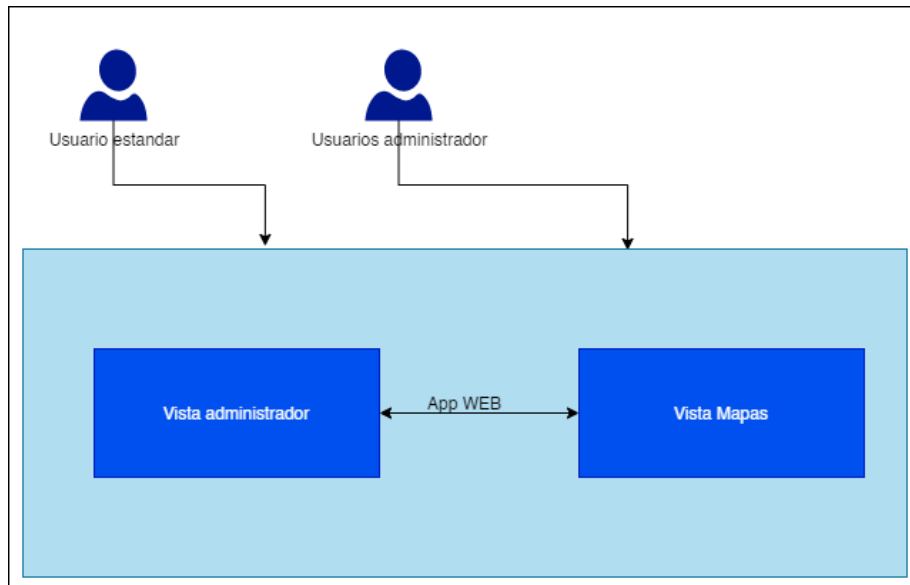 Usuario estandar
Usuarios administrador
App WEB
Vista administrador
Vista Mapas